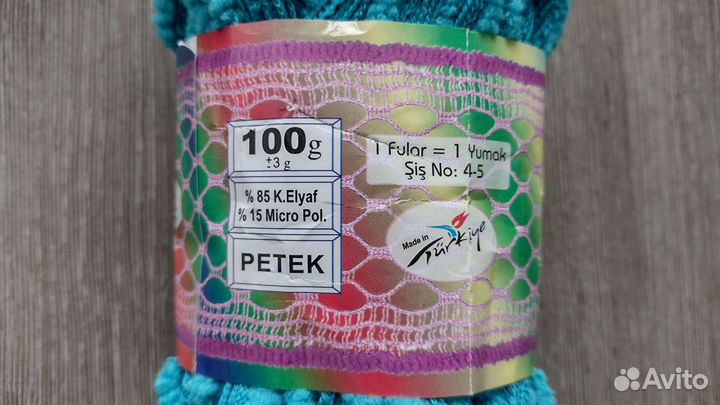 100g
±3 g
% 85 K.Elyaf
% 15 Micro Pol.
PETEK
1 Fular = 1 Yumak
Şiş No: 4-5
Made in
Türkiye
Avito